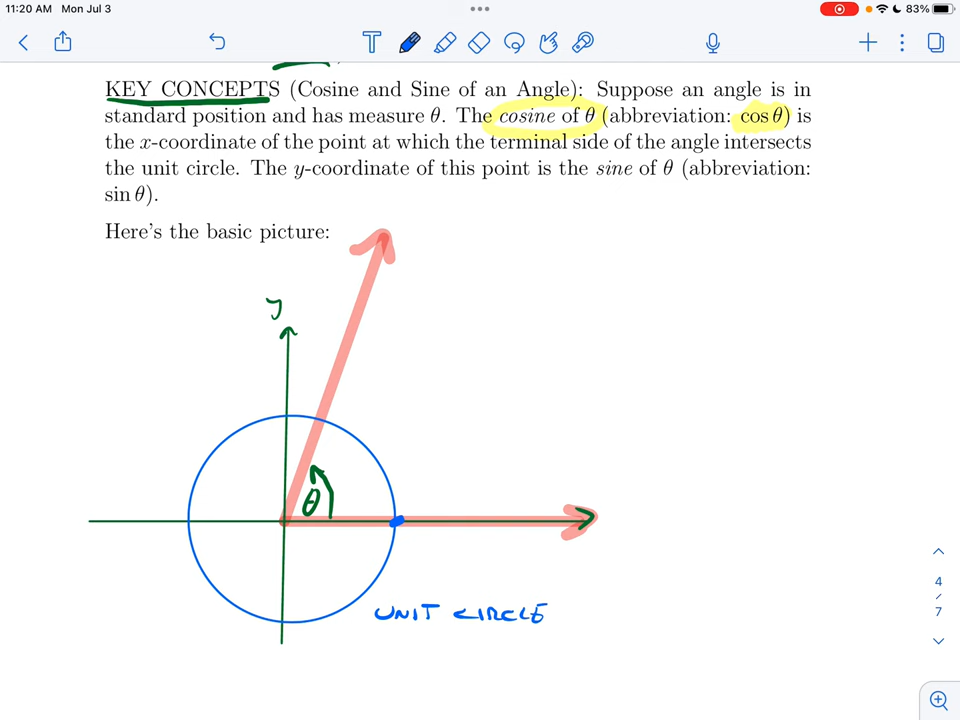 11:20 AM Mon Jul 3
83%
KEY CONCEPTS (Cosine and Sine of an Angle): Suppose an angle is in
standard position and has measure θ. The cosine of θ (abbreviation: cos θ) is
the x-coordinate of the point at which the terminal side of the angle intersects
the unit circle. The y-coordinate of this point is the sine of θ (abbreviation:
sin θ).
Here's the basic picture:
y
θ
UNIT CIRCLE
4
/
7